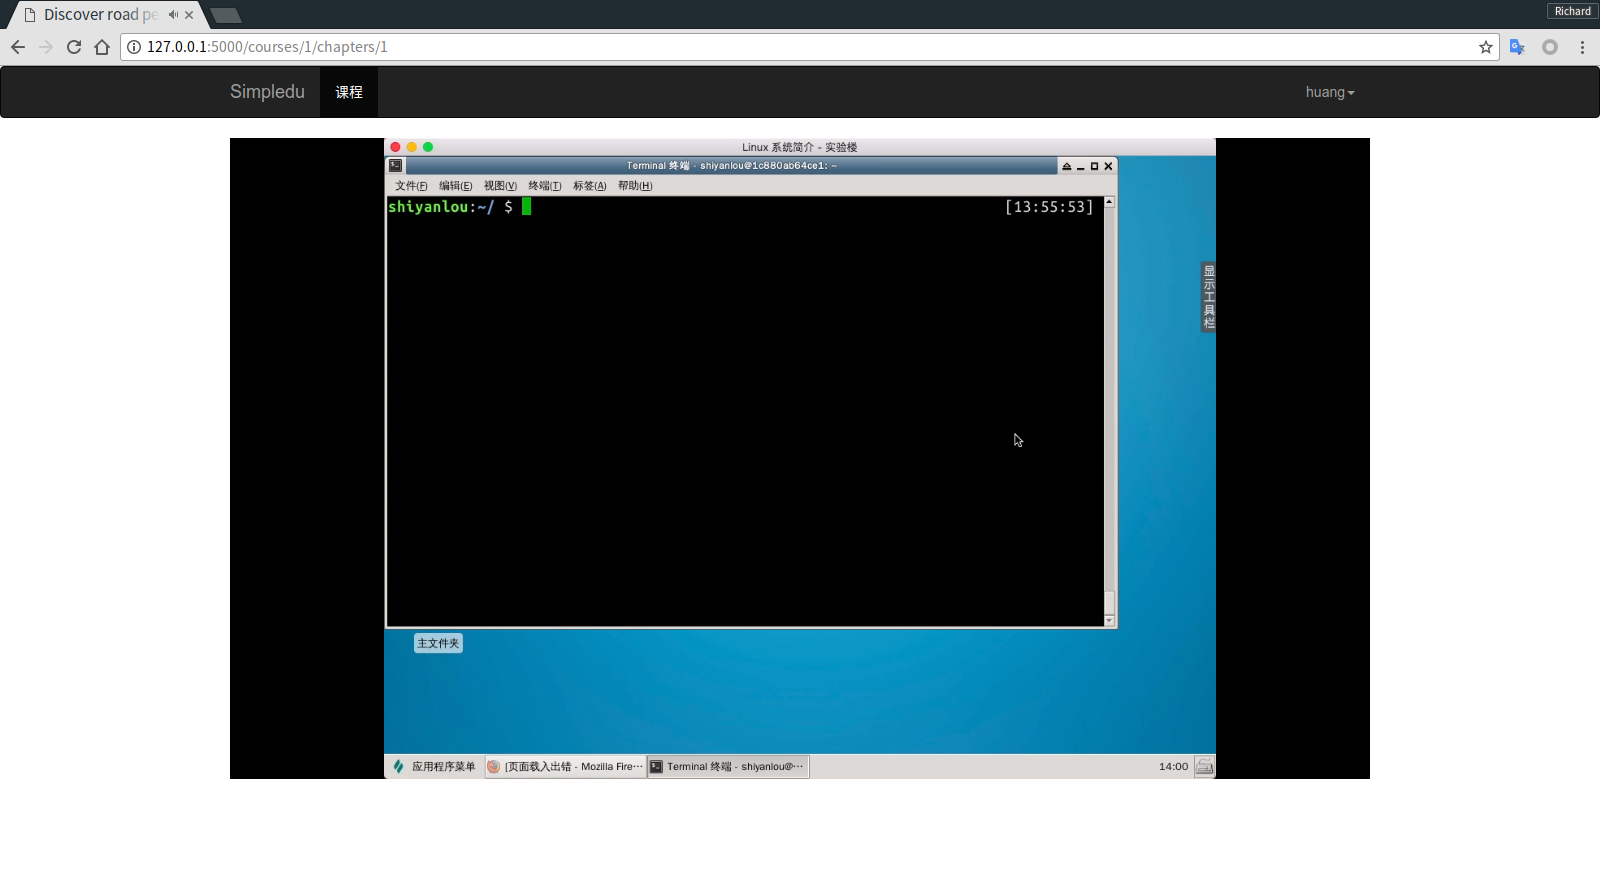 Discover road pe
Richard
127.0.0.1:5000/courses/1/chapters/1
Simpledu 课程 huang
Linux 系统简介 - 实验楼
Terminal 终端 - shiyanlou@1c880ab64ce1: ~
文件(F) 编辑(E) 视图(V) 终端(T) 标签(A) 帮助(H)
shiyanlou:~/ $ [13:55:53]
显示工具栏
主文件夹
应用程序菜单 [页面载入出错 - Mozilla Fire… Terminal 终端 - shiyanlou@… 14:00